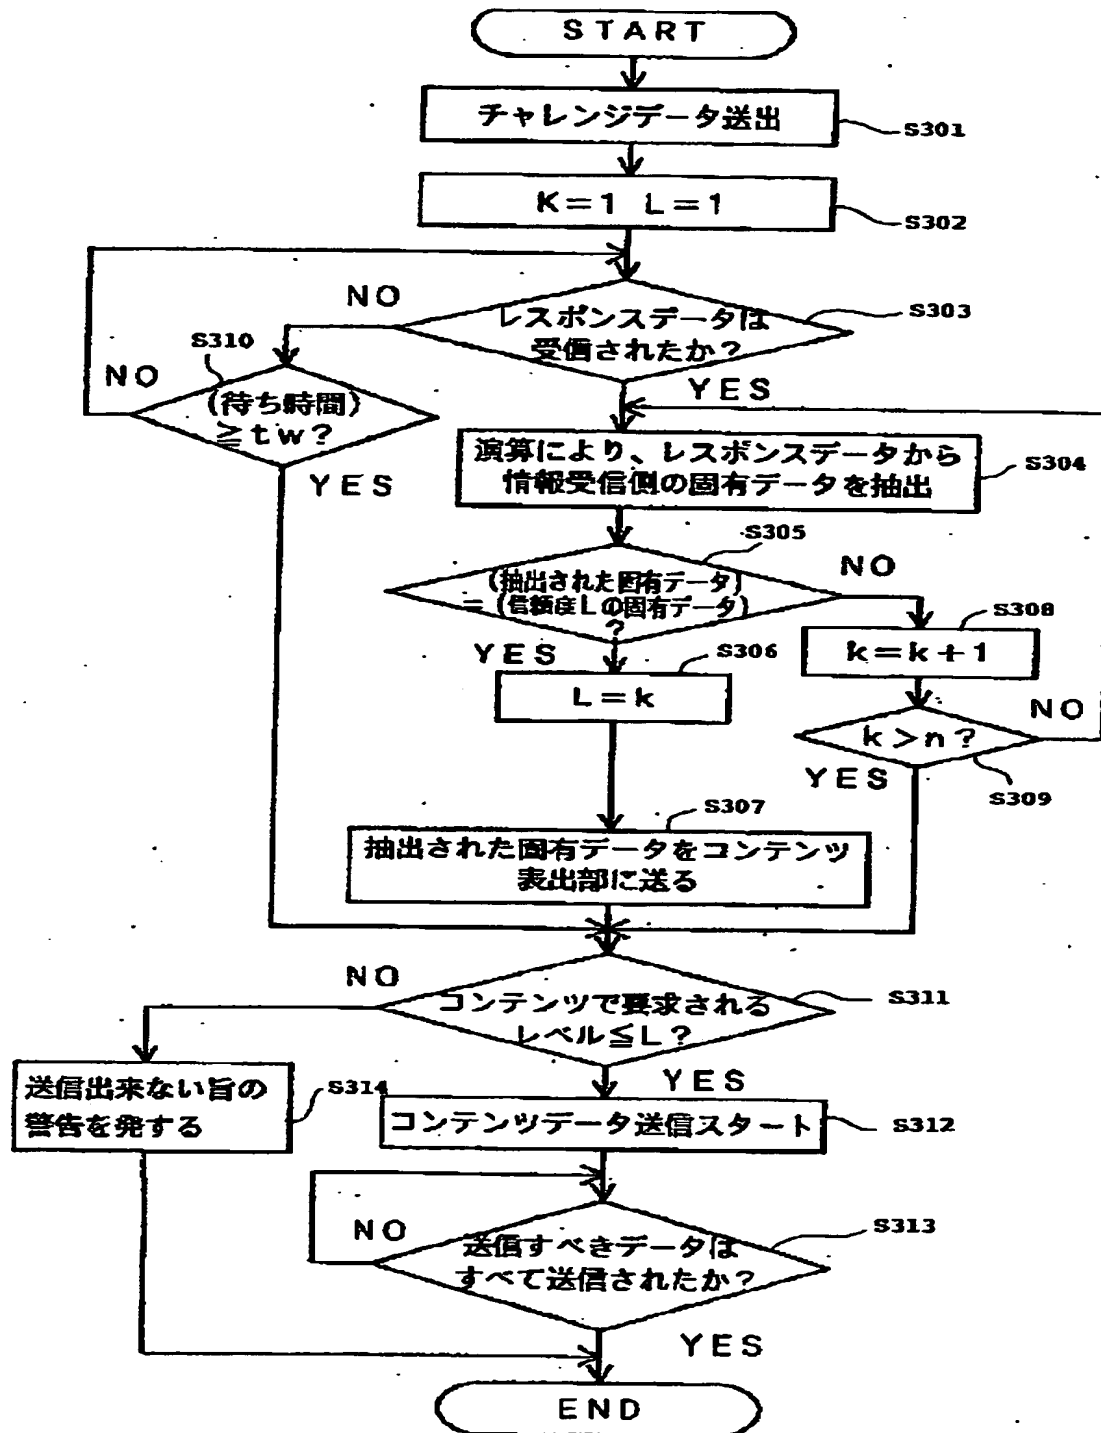 START
チャレンジデータ送出
S301
K=1 L=1
S302
レスポンスデータは
受信されたか?
S303
NO
YES
S310
(待ち時間)
≧tw?
NO
YES
演算により、レスポンスデータから
情報受信側の固有データを抽出
S304
S305
(抽出された固有データ)
=(信頼度Lの固有データ)
?
NO
YES
S308
k=k+1
S306
L=k
k>n?
NO
YES
S309
S307
抽出された固有データをコンテンツ
表出部に送る
NO
コンテンツで要求される
レベル≦L?
S311
YES
送信出来ない旨の
警告を発する
S314
コンテンツデータ送信スタート
S312
NO
送信すべきデータは
すべて送信されたか?
S313
YES
END